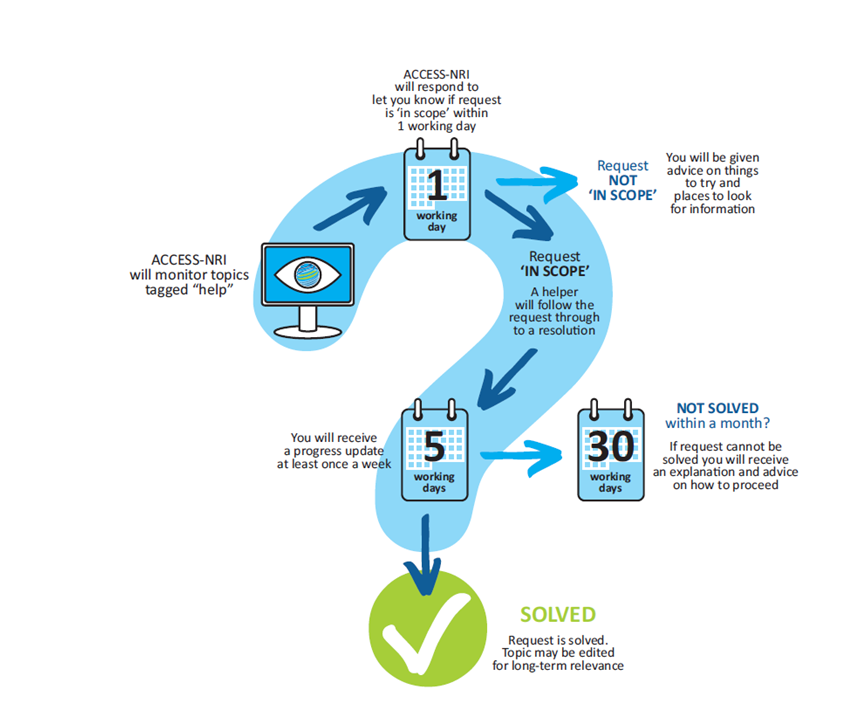 ACCESS-NRI
will respond to
let you know if request
is ‘in scope’ within
1 working day
1
working
day
Request
NOT
‘IN SCOPE’
You will be given
advice on things
to try and
places to look
for information
ACCESS-NRI
will monitor topics
tagged “help”
Request
‘IN SCOPE’
A helper
will follow the
request through
to a resolution
You will receive
a progress update
at least once a week
5
working
days
30
working
days
NOT SOLVED
within a month?
If request cannot be
solved you will receive
an explanation and advice
on how to proceed
SOLVED
Request is solved.
Topic may be edited
for long-term relevance